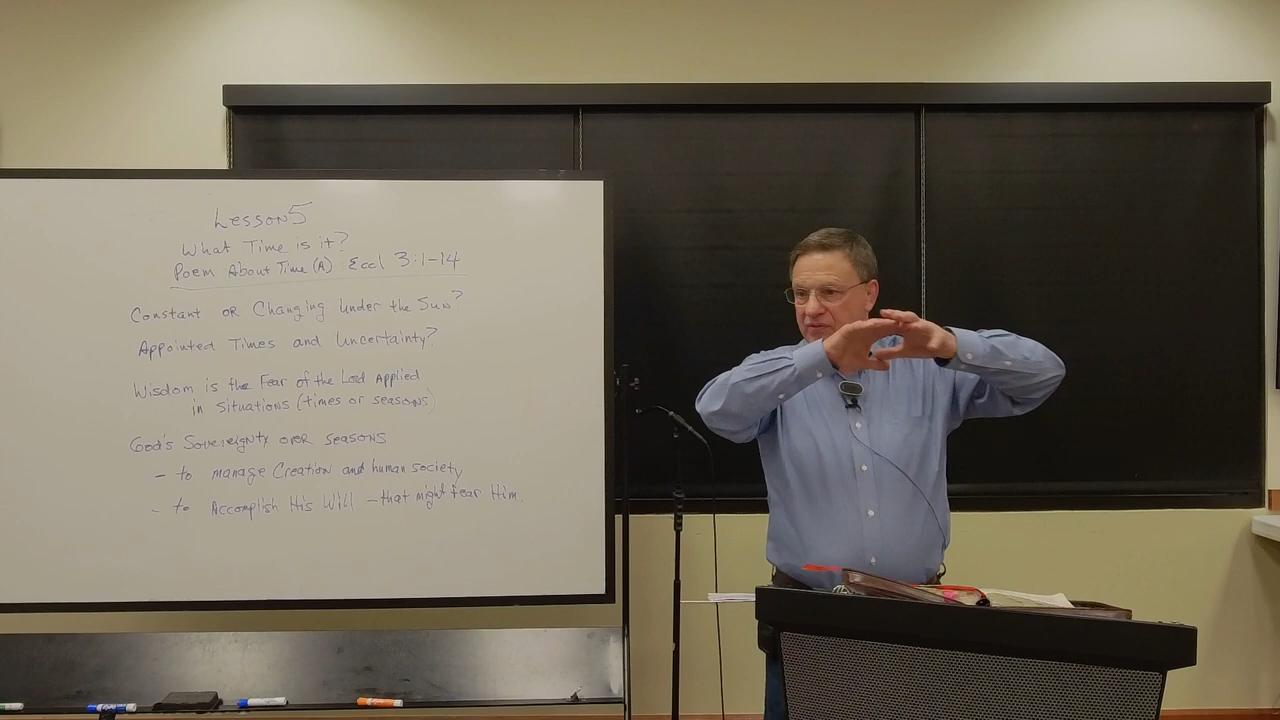 Lesson 5
What Time is it?
Poem About Time (A) Eccl 3:1-14
Constant or Changing Under the Sun?
Appointed Times and Uncertainty?
Wisdom is the Fear of the Lord Applied
in Situations (times or seasons)
God's Sovereignty over seasons
- to manage Creation and human society
- to Accomplish His Will - that might fear Him.